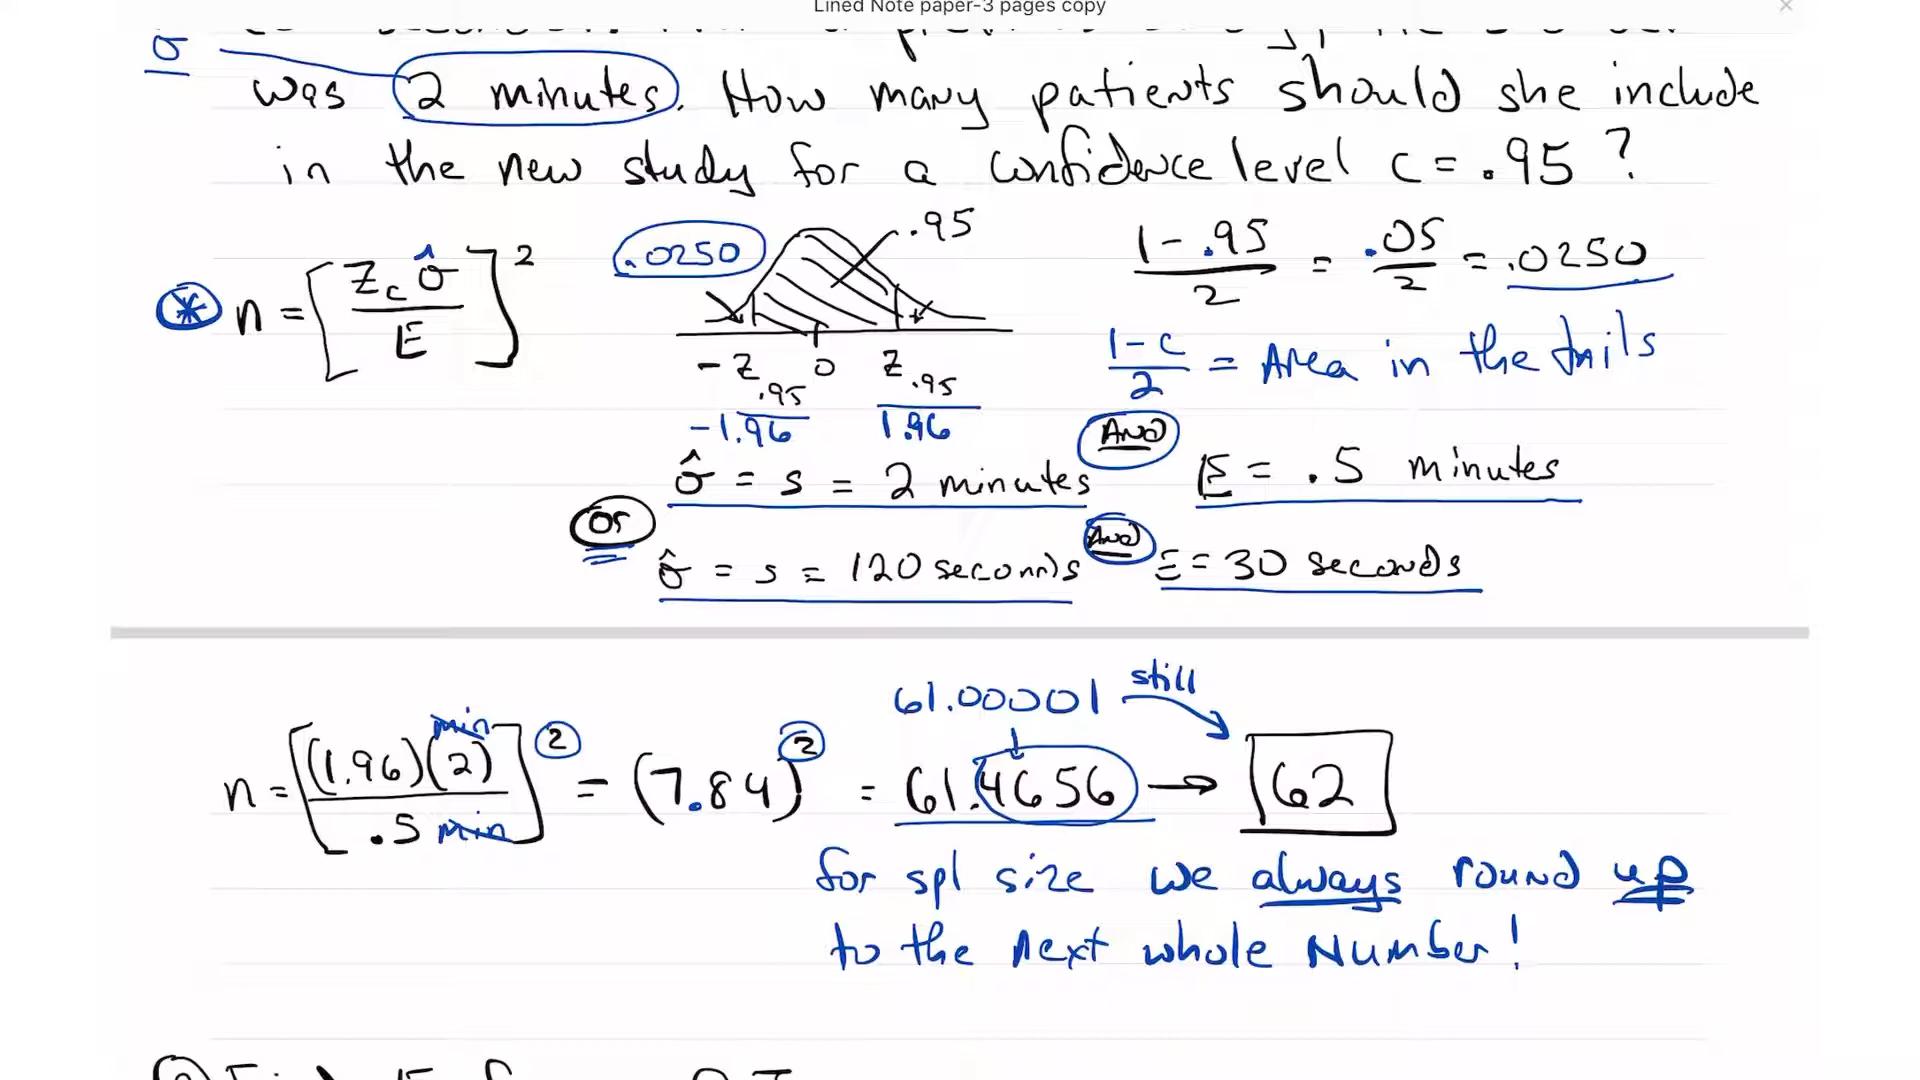 Lined Note paper-3 pages copy
σ
was 2 minutes. How many patients should she include
in the new study for a confidence level c = .95 ?
* n = [Zc σ̂ / E]²
.0250
.95
-Z.95 0 Z.95
-1.96 1.96
(1-.95)/2 = .05/2 = .0250
(1-c)/2 = Area in the tails
σ̂ = s = 2 minutes And E = .5 minutes
or
σ̂ = s = 120 seconds And E = 30 seconds
61.00001 still
n = [(1.96)(2) min / .5 min]² = (7.84)² = 61.4656 → 62
for spl size we always round up
to the next whole Number!